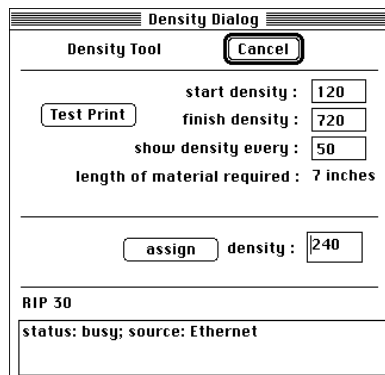 Density Dialog
Density Tool Cancel
start density : 120
Test Print finish density : 720
show density every : 50
length of material required : 7 inches
assign density : 240
RIP 30
status: busy; source: Ethernet